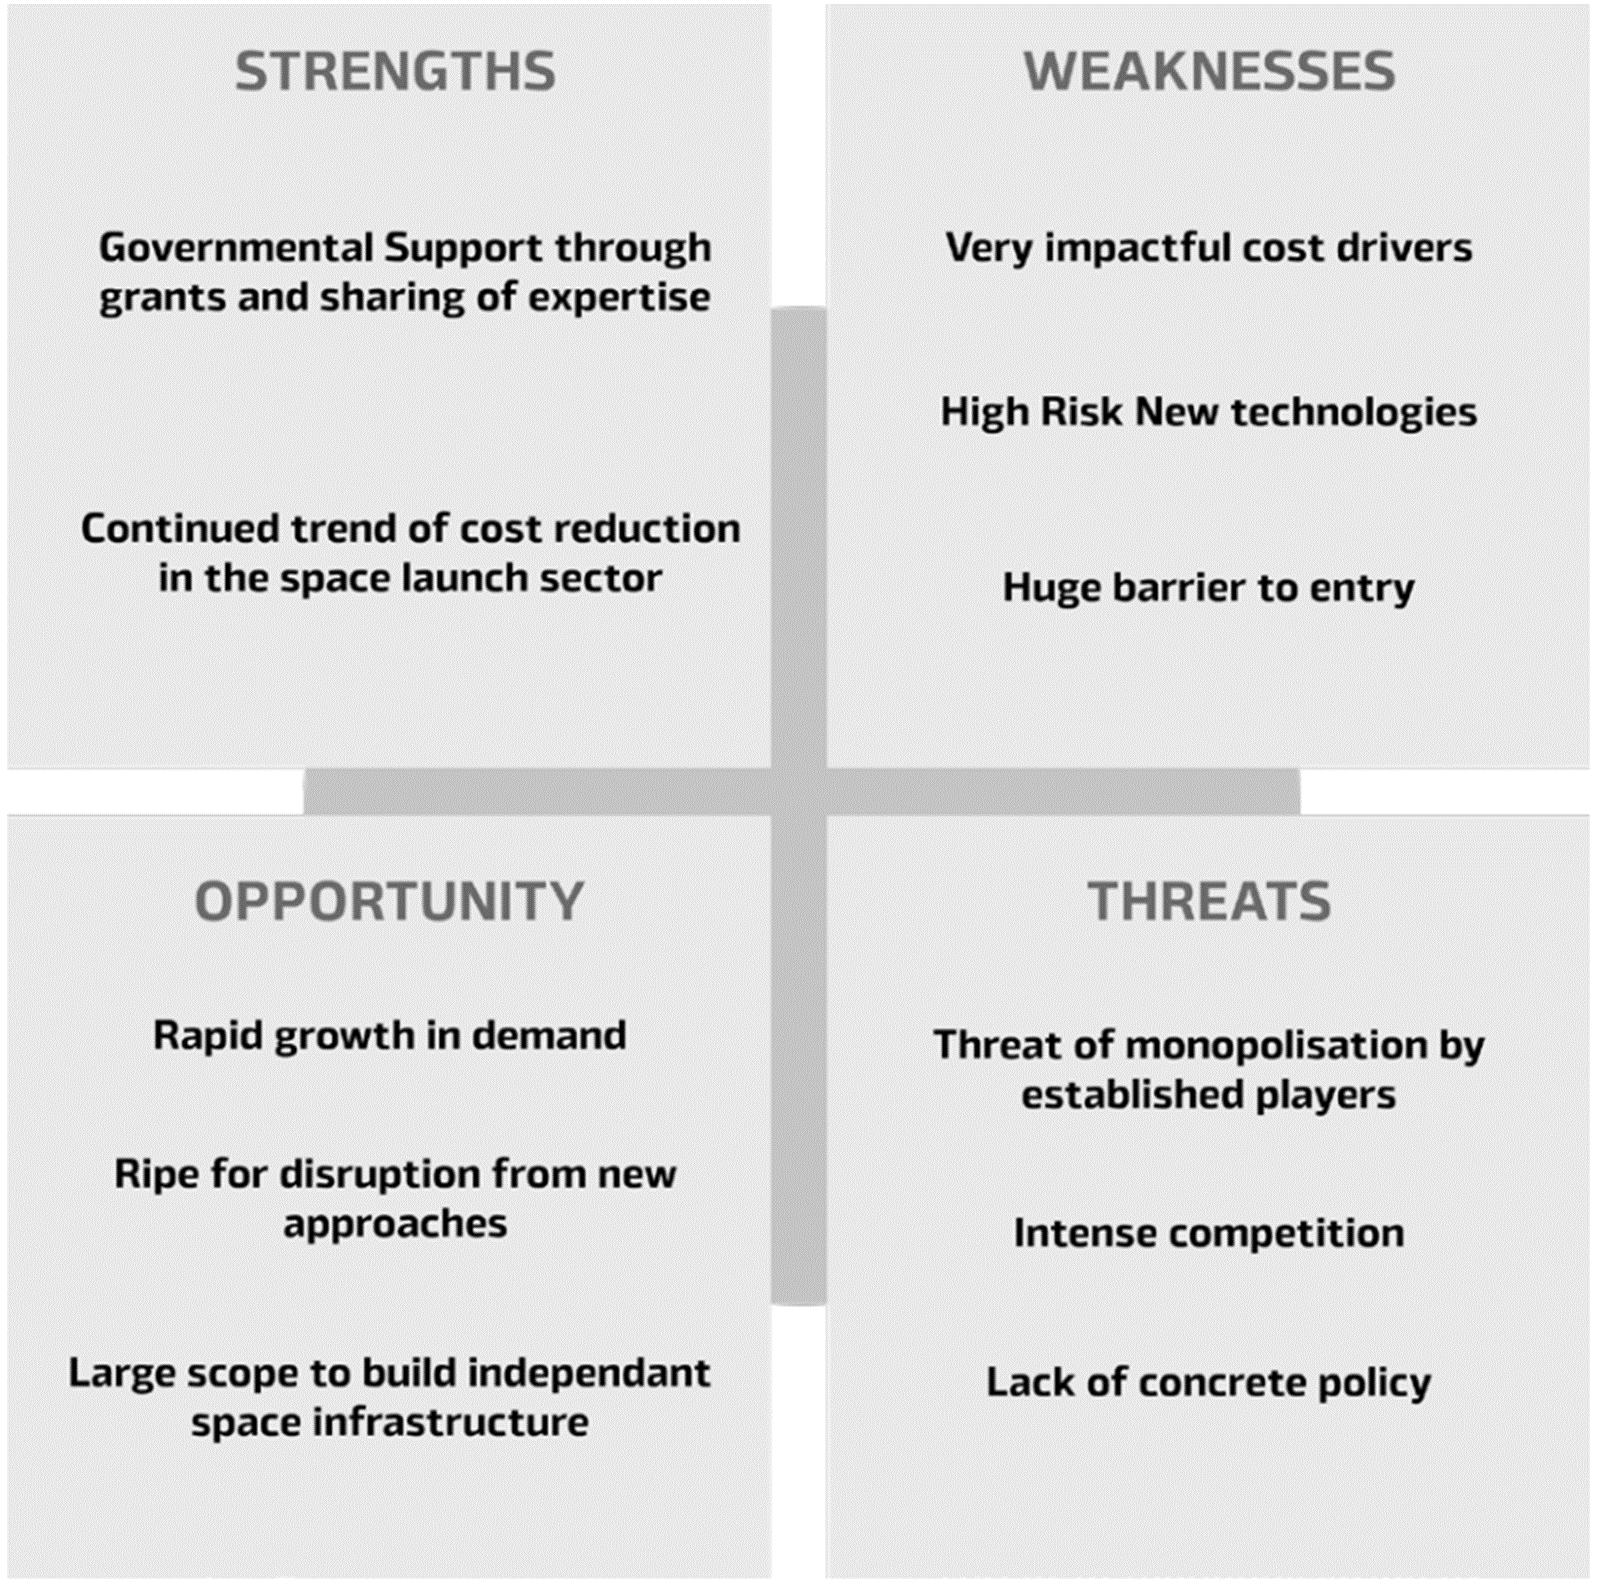 STRENGTHS
Governmental Support through
grants and sharing of expertise
Continued trend of cost reduction
in the space launch sector
WEAKNESSES
Very impactful cost drivers
High Risk New technologies
Huge barrier to entry
OPPORTUNITY
Rapid growth in demand
Ripe for disruption from new
approaches
Large scope to build independant
space infrastructure
THREATS
Threat of monopolisation by
established players
Intense competition
Lack of concrete policy